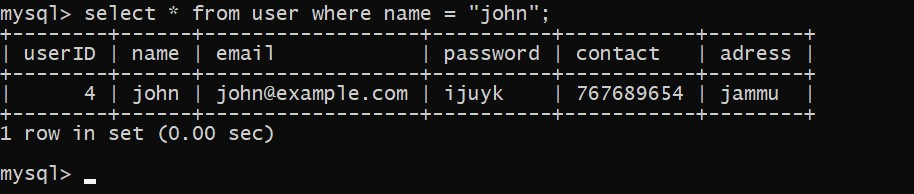 mysql> select * from user where name = "john";
+--------+------+------------------+----------+-----------+--------+
| userID | name | email            | password | contact   | adress |
+--------+------+------------------+----------+-----------+--------+
|      4 | john | john@example.com | ijuyk    | 767689654 | jammu  |
+--------+------+------------------+----------+-----------+--------+
1 row in set (0.00 sec)
mysql> _